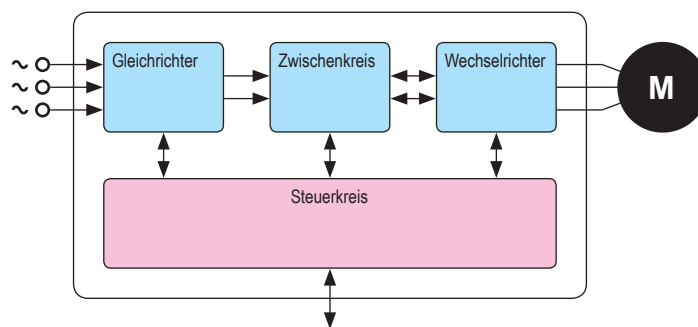 Gleichrichter
Zwischenkreis
Wechselrichter
~
~
~
M
Steuerkreis